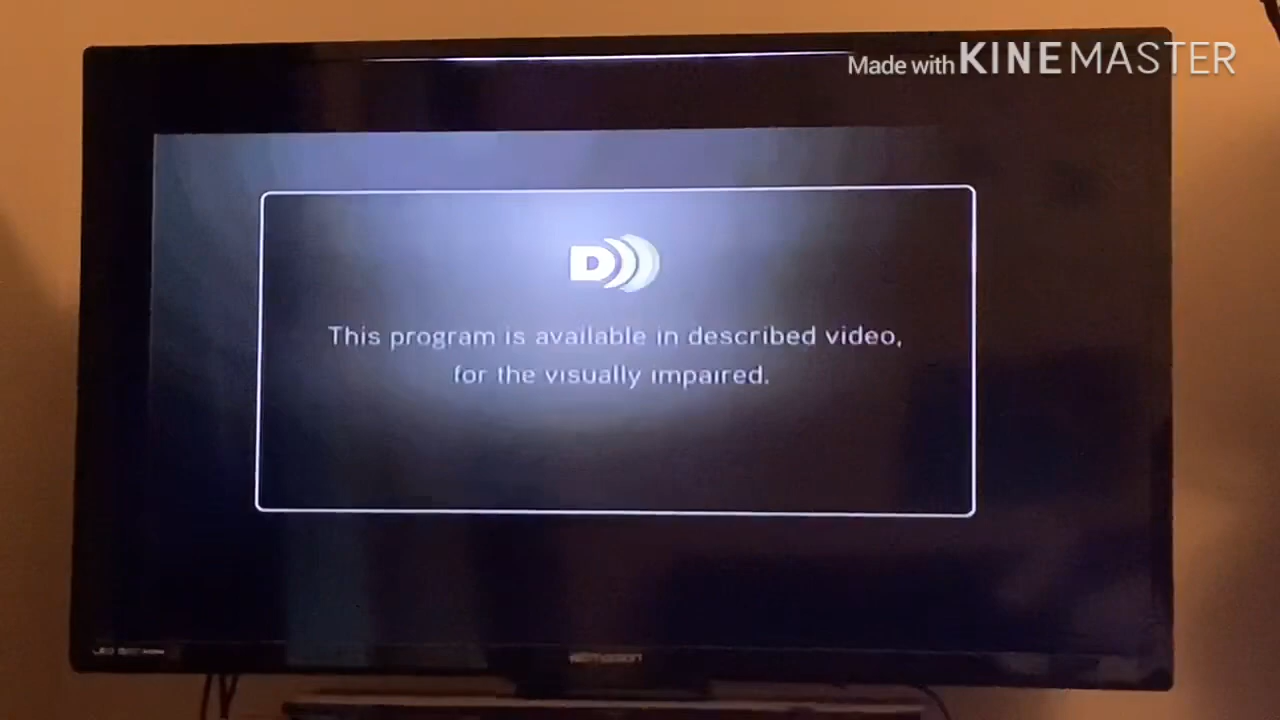 Made with KINEMASTER
D
This program is available in described video,
for the visually impaired.